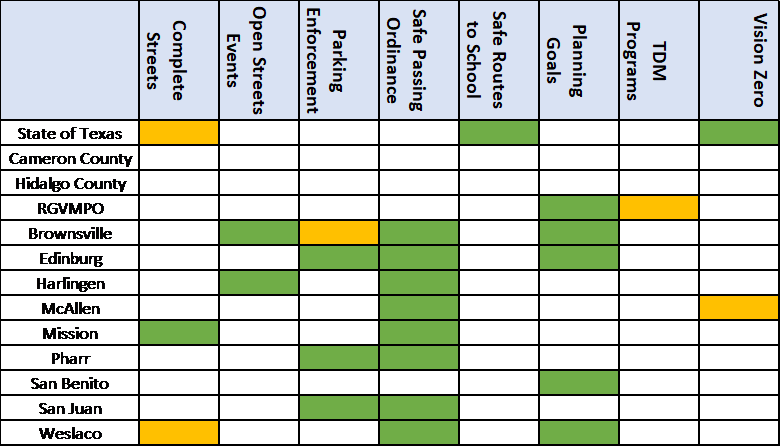 Complete
Streets
Open Streets
Events
Parking
Enforcement
Safe Passing
Ordinance
Safe Routes
to School
Planning
Goals
TDM
Programs
Vision Zero
State of Texas
Cameron County
Hidalgo County
RGVMPO
Brownsville
Edinburg
Harlingen
McAllen
Mission
Pharr
San Benito
San Juan
Weslaco